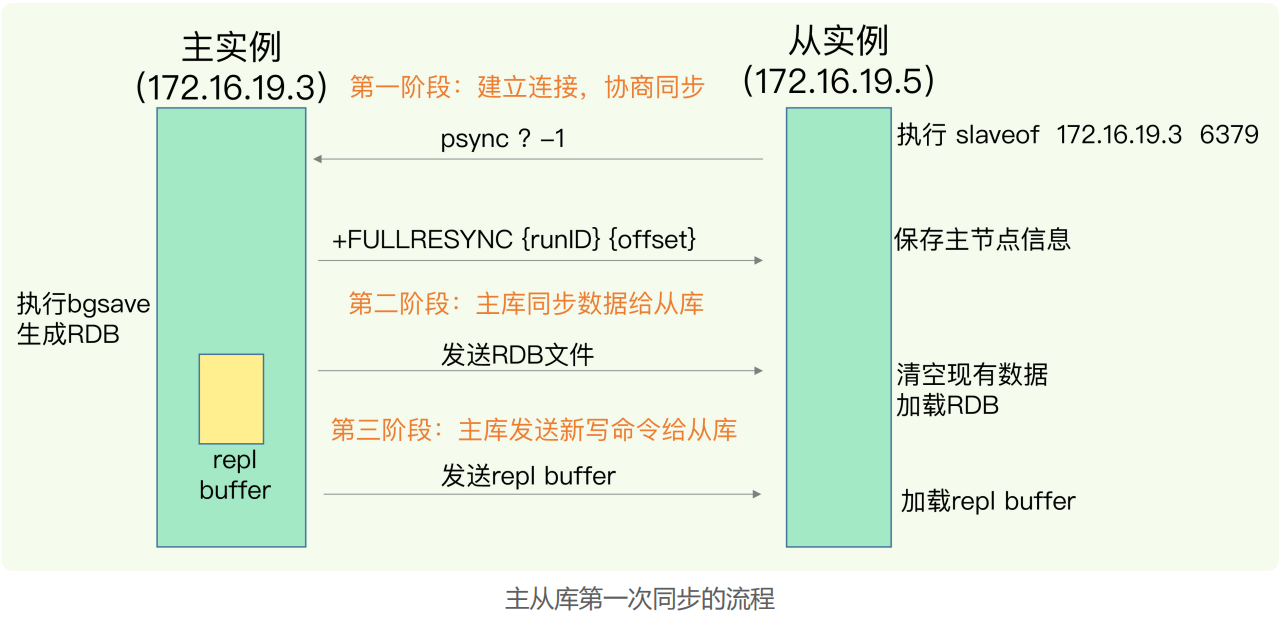 主实例
(172.16.19.3)
从实例
(172.16.19.5)
第一阶段：建立连接，协商同步
执行 slaveof 172.16.19.3 6379
psync ? –1
+FULLRESYNC {runID} {offset}
保存主节点信息
执行bgsave
生成RDB
第二阶段：主库同步数据给从库
发送RDB文件
清空现有数据
加载RDB
第三阶段：主库发送新写命令给从库
repl
buffer
发送repl buffer
加载repl buffer
主从库第一次同步的流程